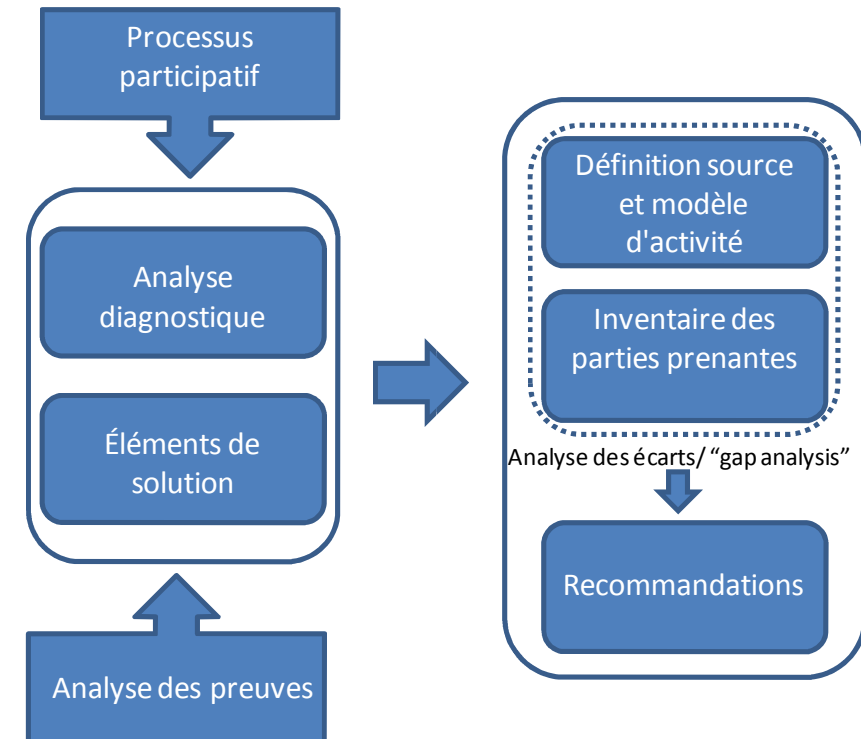 Processus
participatif
Analyse
diagnostique
Éléments de
solution
Analyse des preuves
Définition source
et modèle
d'activité
Inventaire des
parties prenantes
Analyse des écarts/ “gap analysis”
Recommandations